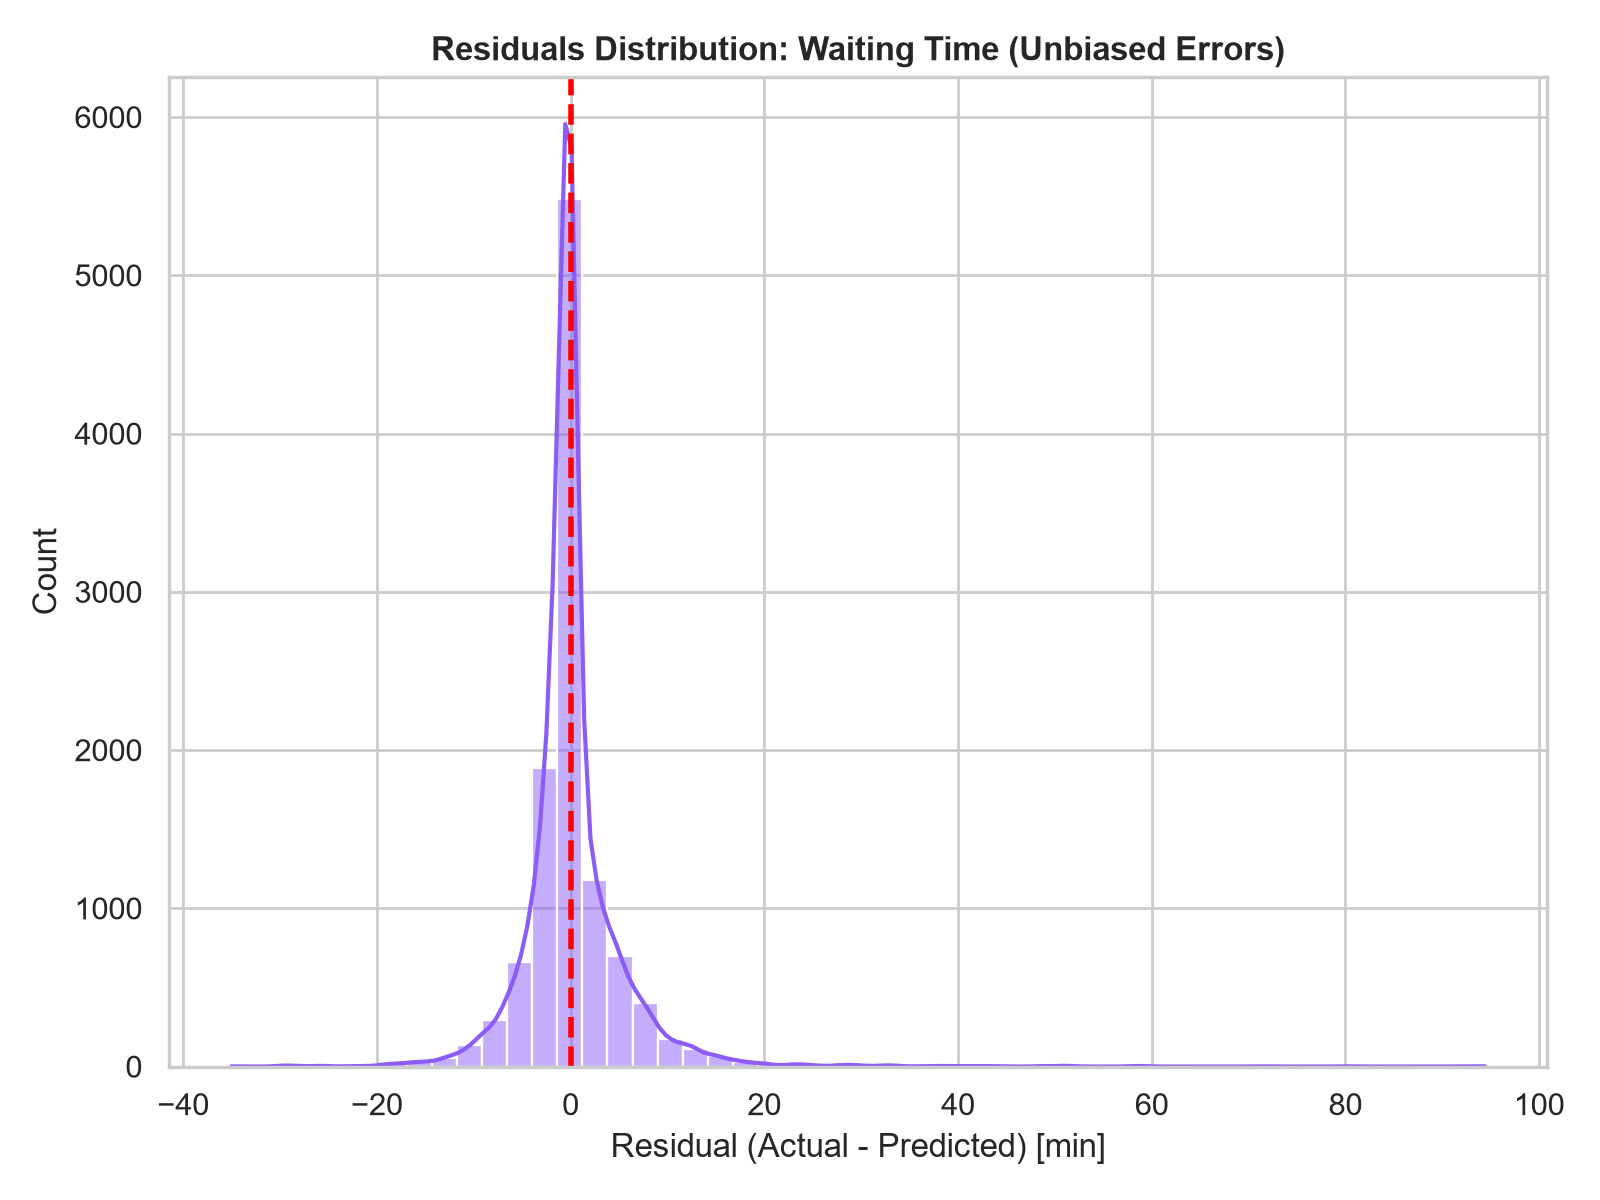 Residuals Distribution: Waiting Time (Unbiased Errors)
6000
5000
4000
3000
2000
1000
0
Count
−40 −20 0 20 40 60 80 100
Residual (Actual - Predicted) [min]